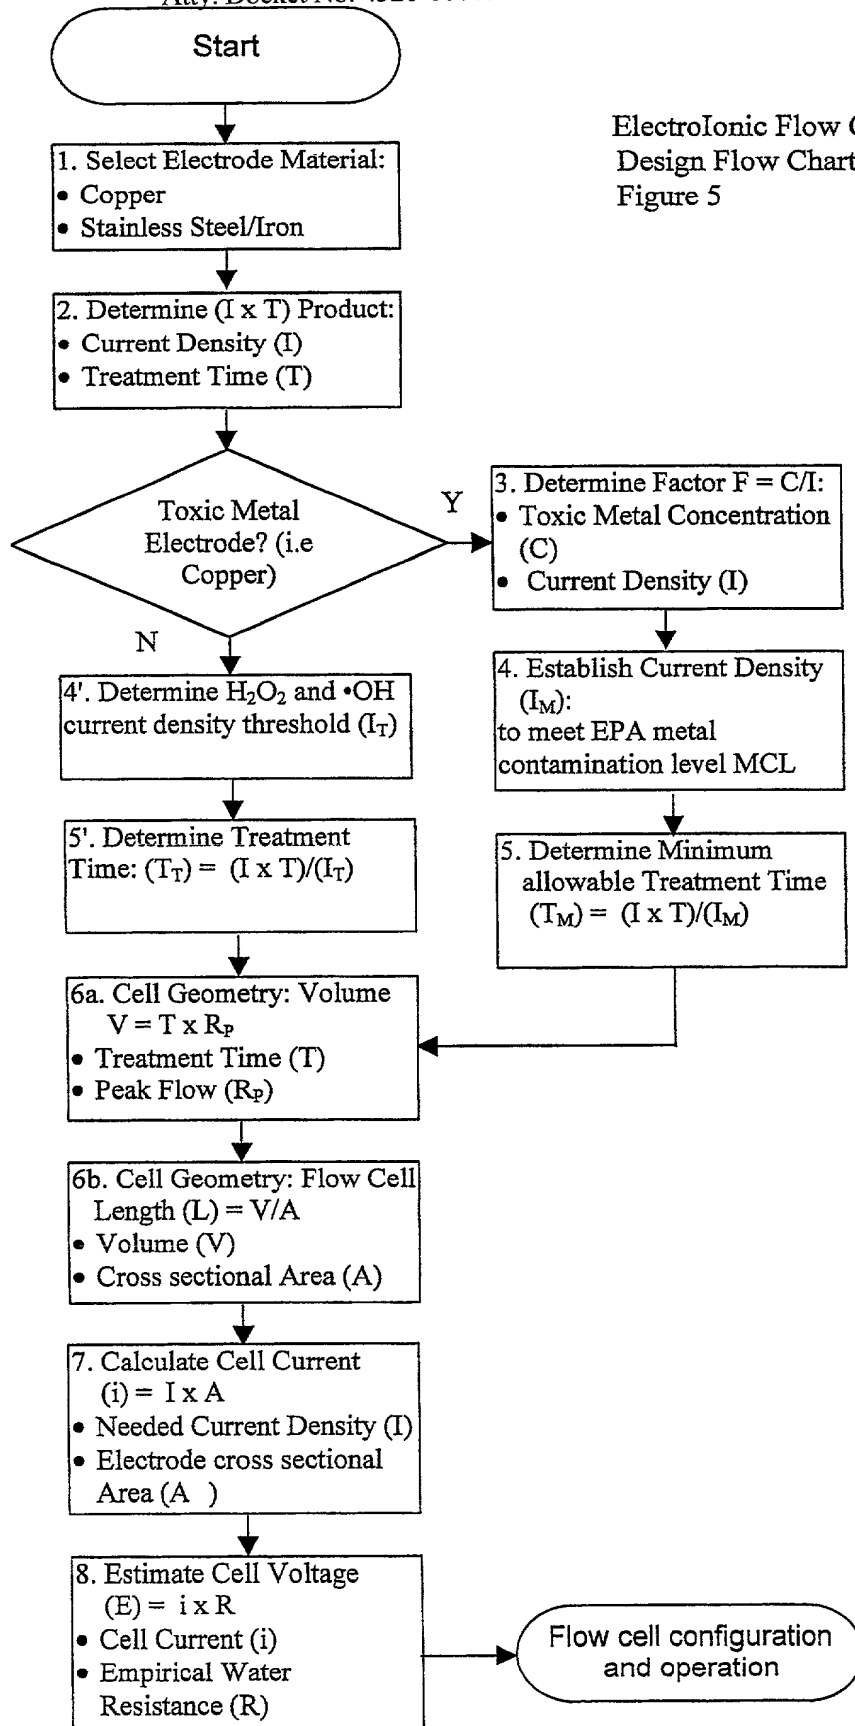 Atty. Docket No.
Start
ElectroIonic Flow
Design Flow Chart
Figure 5
1. Select Electrode Material:
• Copper
• Stainless Steel/Iron
2. Determine (I x T) Product:
• Current Density (I)
• Treatment Time (T)
Toxic Metal
Electrode? (i.e
Copper)
Y
N
3. Determine Factor F = C/I:
• Toxic Metal Concentration
(C)
• Current Density (I)
4. Establish Current Density
(I_M):
to meet EPA metal
contamination level MCL
5. Determine Minimum
allowable Treatment Time
(T_M) = (I x T)/(I_M)
4'. Determine H₂O₂ and •OH
current density threshold (I_T)
5'. Determine Treatment
Time: (T_T) = (I x T)/(I_T)
6a. Cell Geometry: Volume
V = T x R_P
• Treatment Time (T)
• Peak Flow (R_P)
6b. Cell Geometry: Flow Cell
Length (L) = V/A
• Volume (V)
• Cross sectional Area (A)
7. Calculate Cell Current
(i) = I x A
• Needed Current Density (I)
• Electrode cross sectional
Area (A )
8. Estimate Cell Voltage
(E) = i x R
• Cell Current (i)
• Empirical Water
Resistance (R)
Flow cell configuration
and operation